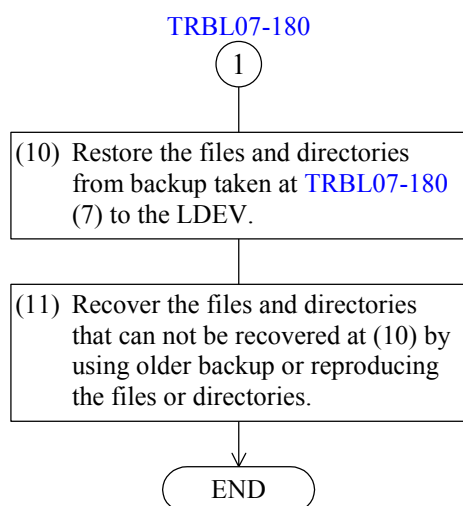 TRBL07-180
1
(10) Restore the files and directories
from backup taken at TRBL07-180
(7) to the LDEV.
(11) Recover the files and directories
that can not be recovered at (10) by
using older backup or reproducing
the files or directories.
END